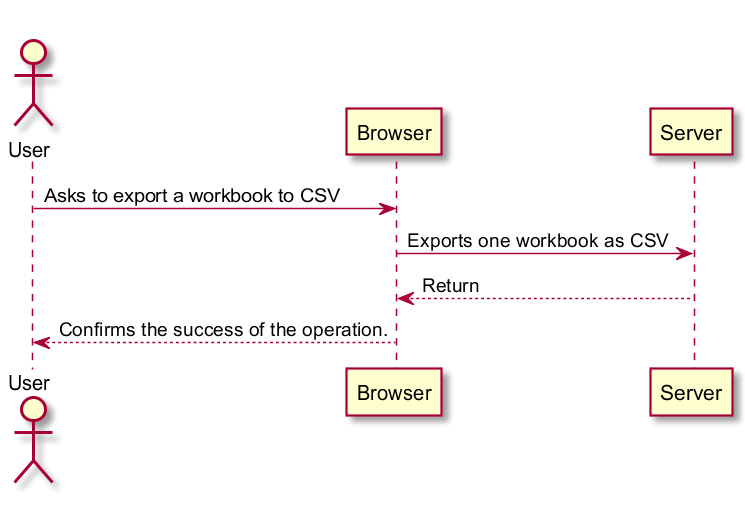 User
Browser
Server
Asks to export a workbook to CSV
Exports one workbook as CSV
Return
Confirms the success of the operation.
User
Browser
Server